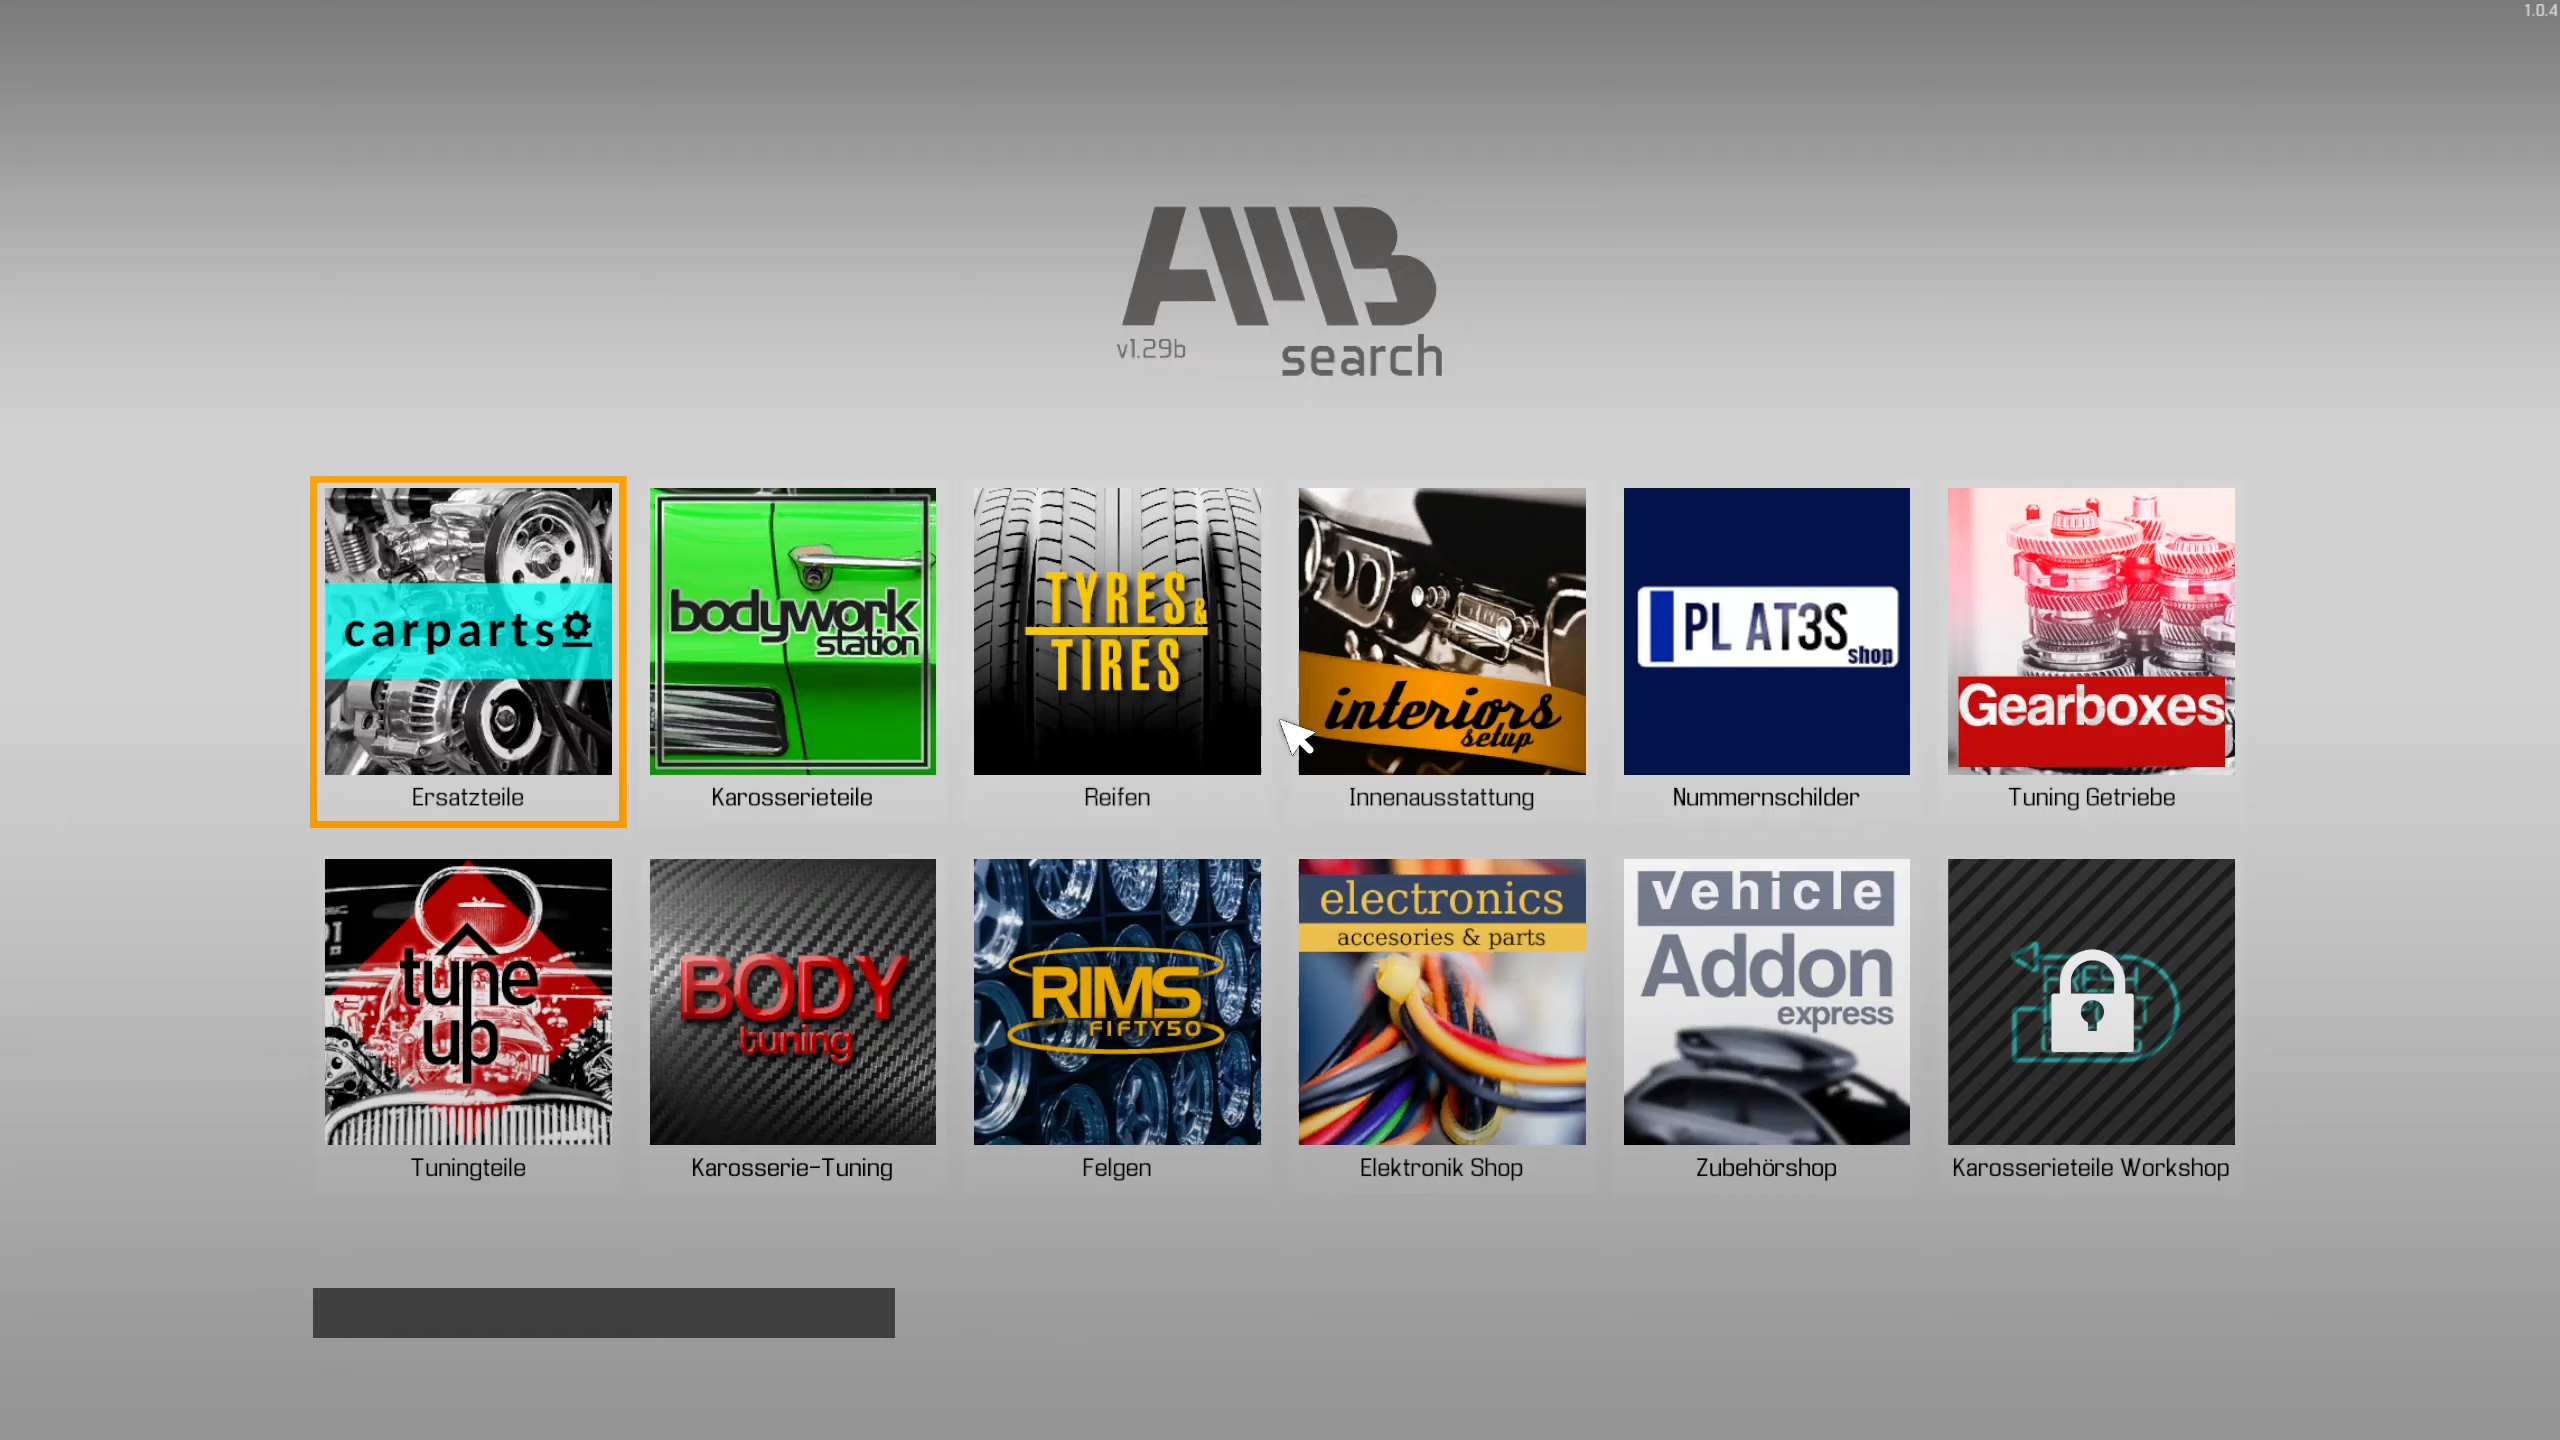 1.0.4
AMB
v1.29b
search
carparts
bodywork
station
TYRES &
TIRES
interiors
setup
PL AT3S
shop
Gearboxes
Ersatzteile
Karosserieteile
Reifen
Innenausstattung
Nummernschilder
Tuning Getriebe
tune
up
BODY
tuning
RIMS
FIFTY50
electronics
accesories & parts
vehicle
Addon
express
FRESH
Tuningteile
Karosserie-Tuning
Felgen
Elektronik Shop
Zubehörshop
Karosserieteile Workshop